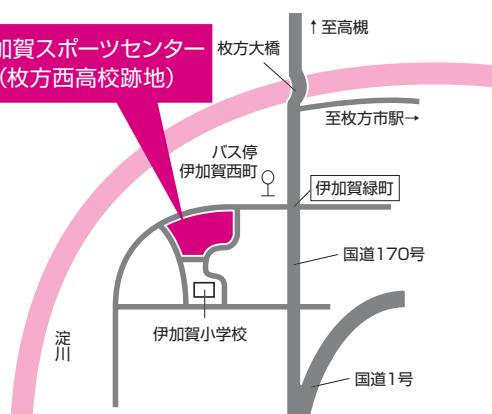 加賀スポーツセンター
(枚方西高校跡地)
↑至高槻
枚方大橋
至枚方市駅→
バス停
伊加賀西町
伊加賀緑町
国道170号
伊加賀小学校
淀川
国道1号